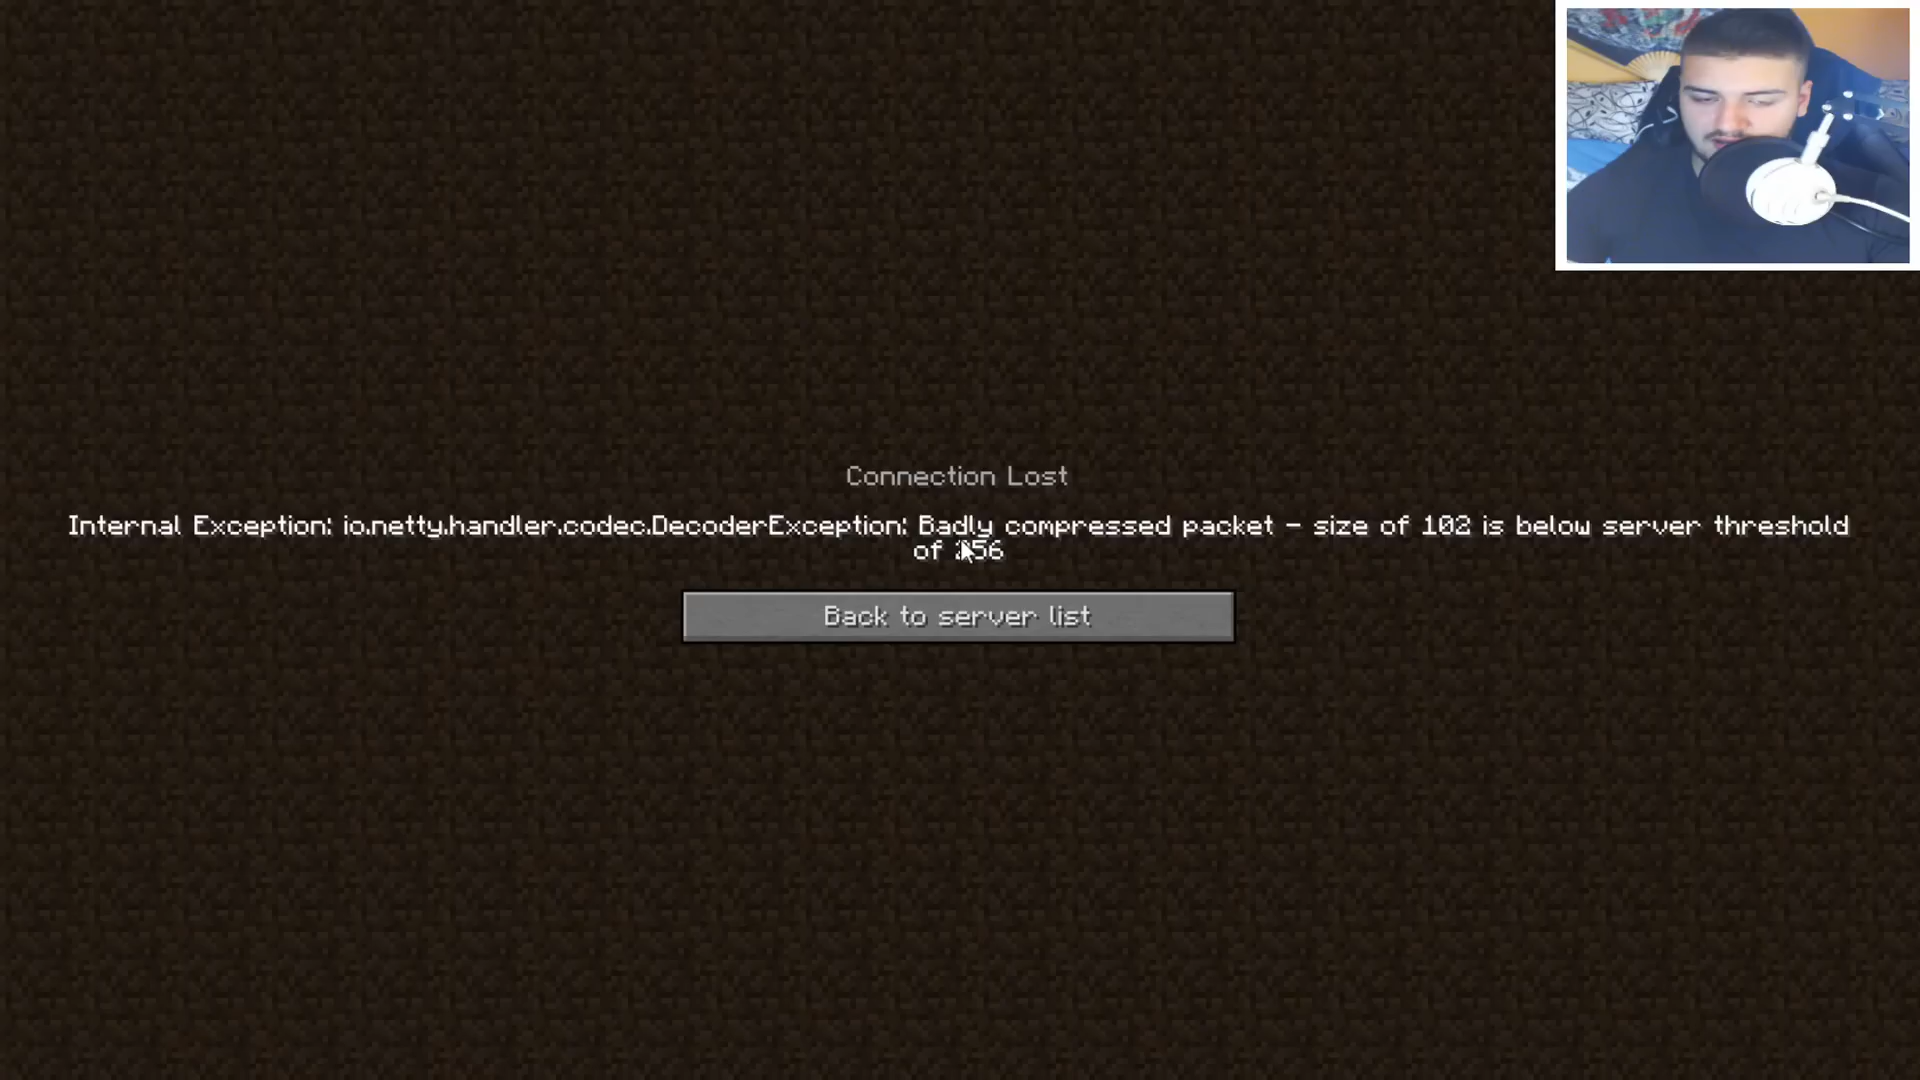 Connection Lost
Internal Exception: io.netty.handler.codec.DecoderException: Badly compressed packet - size of 102 is below server threshold
of 256
Back to server list